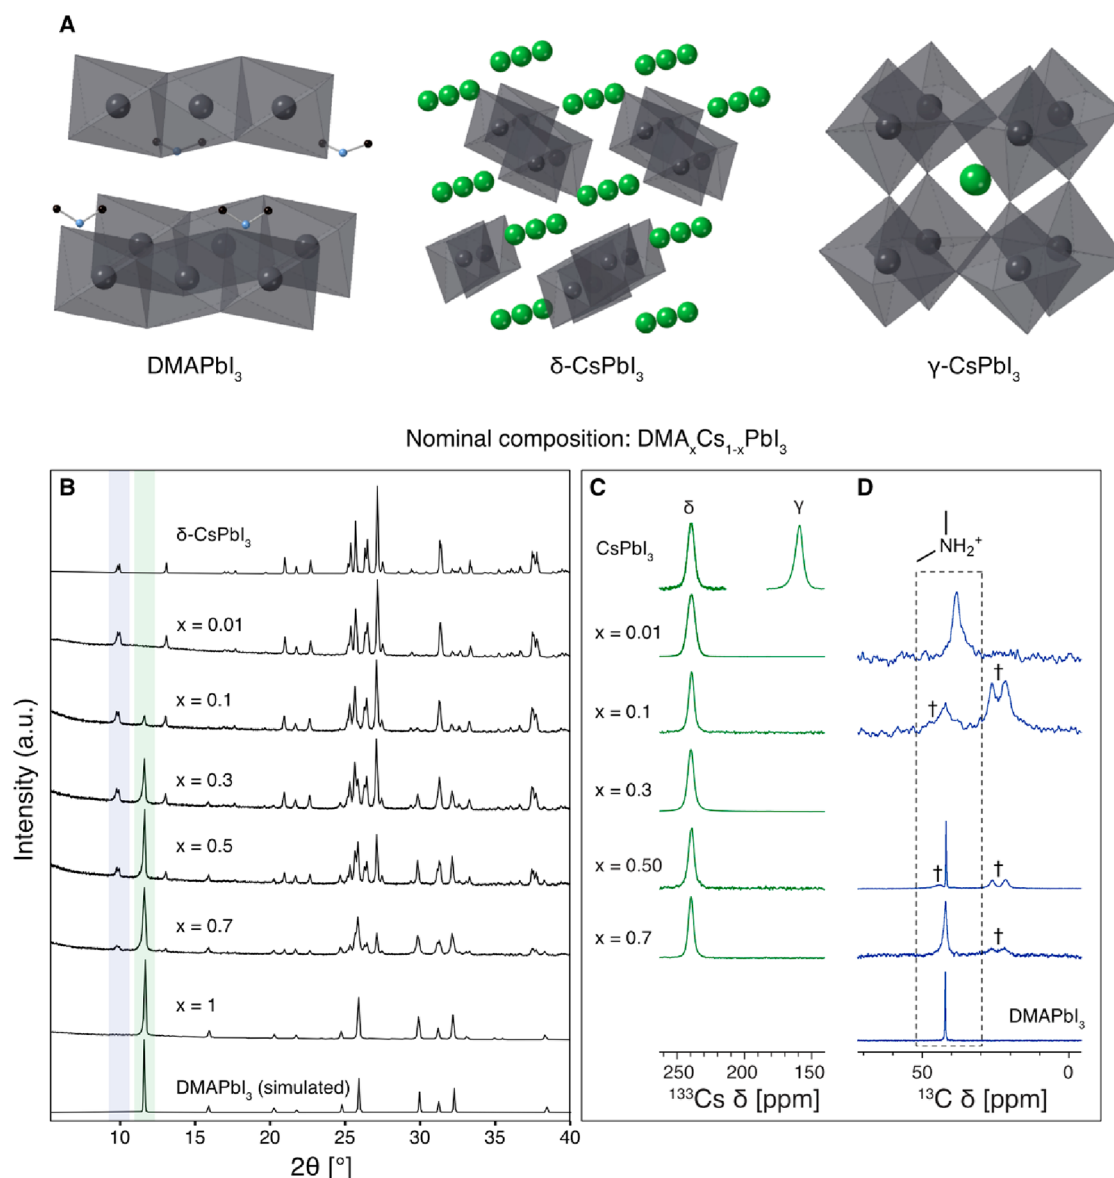 A
DMAPbI₃
δ-CsPbI₃
γ-CsPbI₃
Nominal composition: DMAₓCs₁₋ₓPbI₃
B
δ-CsPbI₃
x = 0.01
x = 0.1
x = 0.3
x = 0.5
x = 0.7
x = 1
DMAPbI₃ (simulated)
Intensity (a.u.)
10 15 20 25 30 35 40
2θ [°]
C
δ γ
CsPbI₃
x = 0.01
x = 0.1
x = 0.3
x = 0.50
x = 0.7
250 200 150
¹³³Cs δ [ppm]
D
NH₂⁺
†
†
†
†
†
DMAPbI₃
50 0
¹³C δ [ppm]